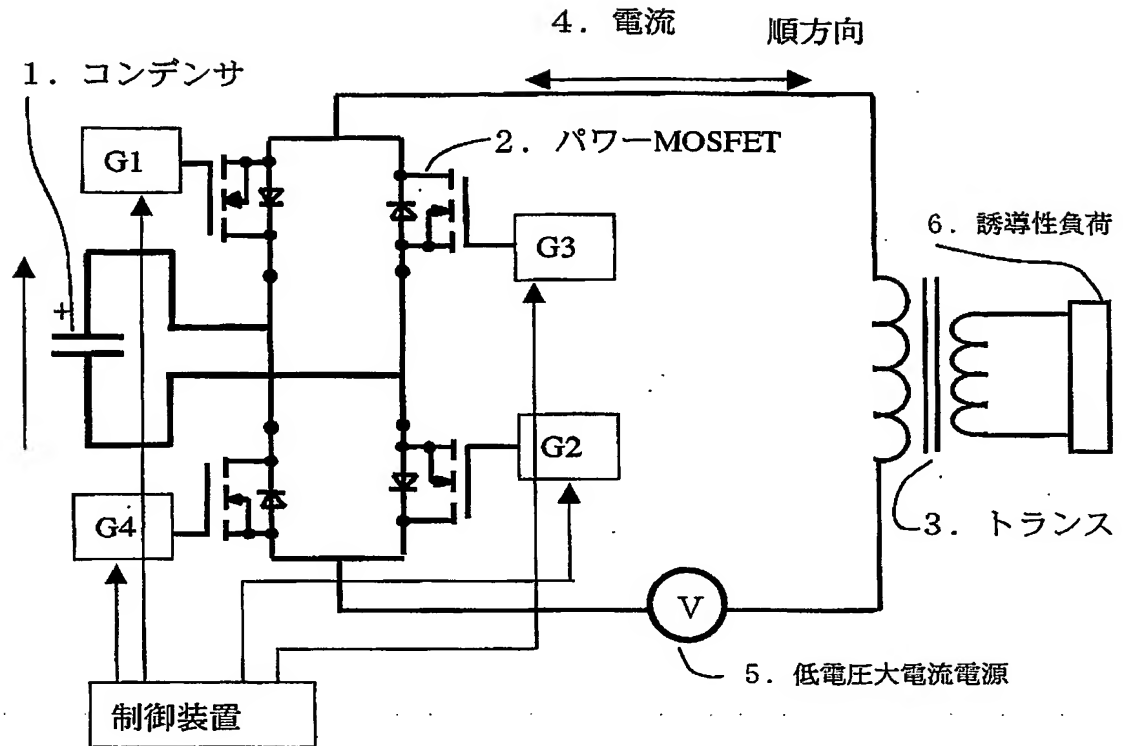 4. 電流
順方向
1. コンデンサ
2. パワーMOSFET
G1
G3
6. 誘導性負荷
+
G2
G4
3. トランス
V
5. 低電圧大電流電源
制御装置